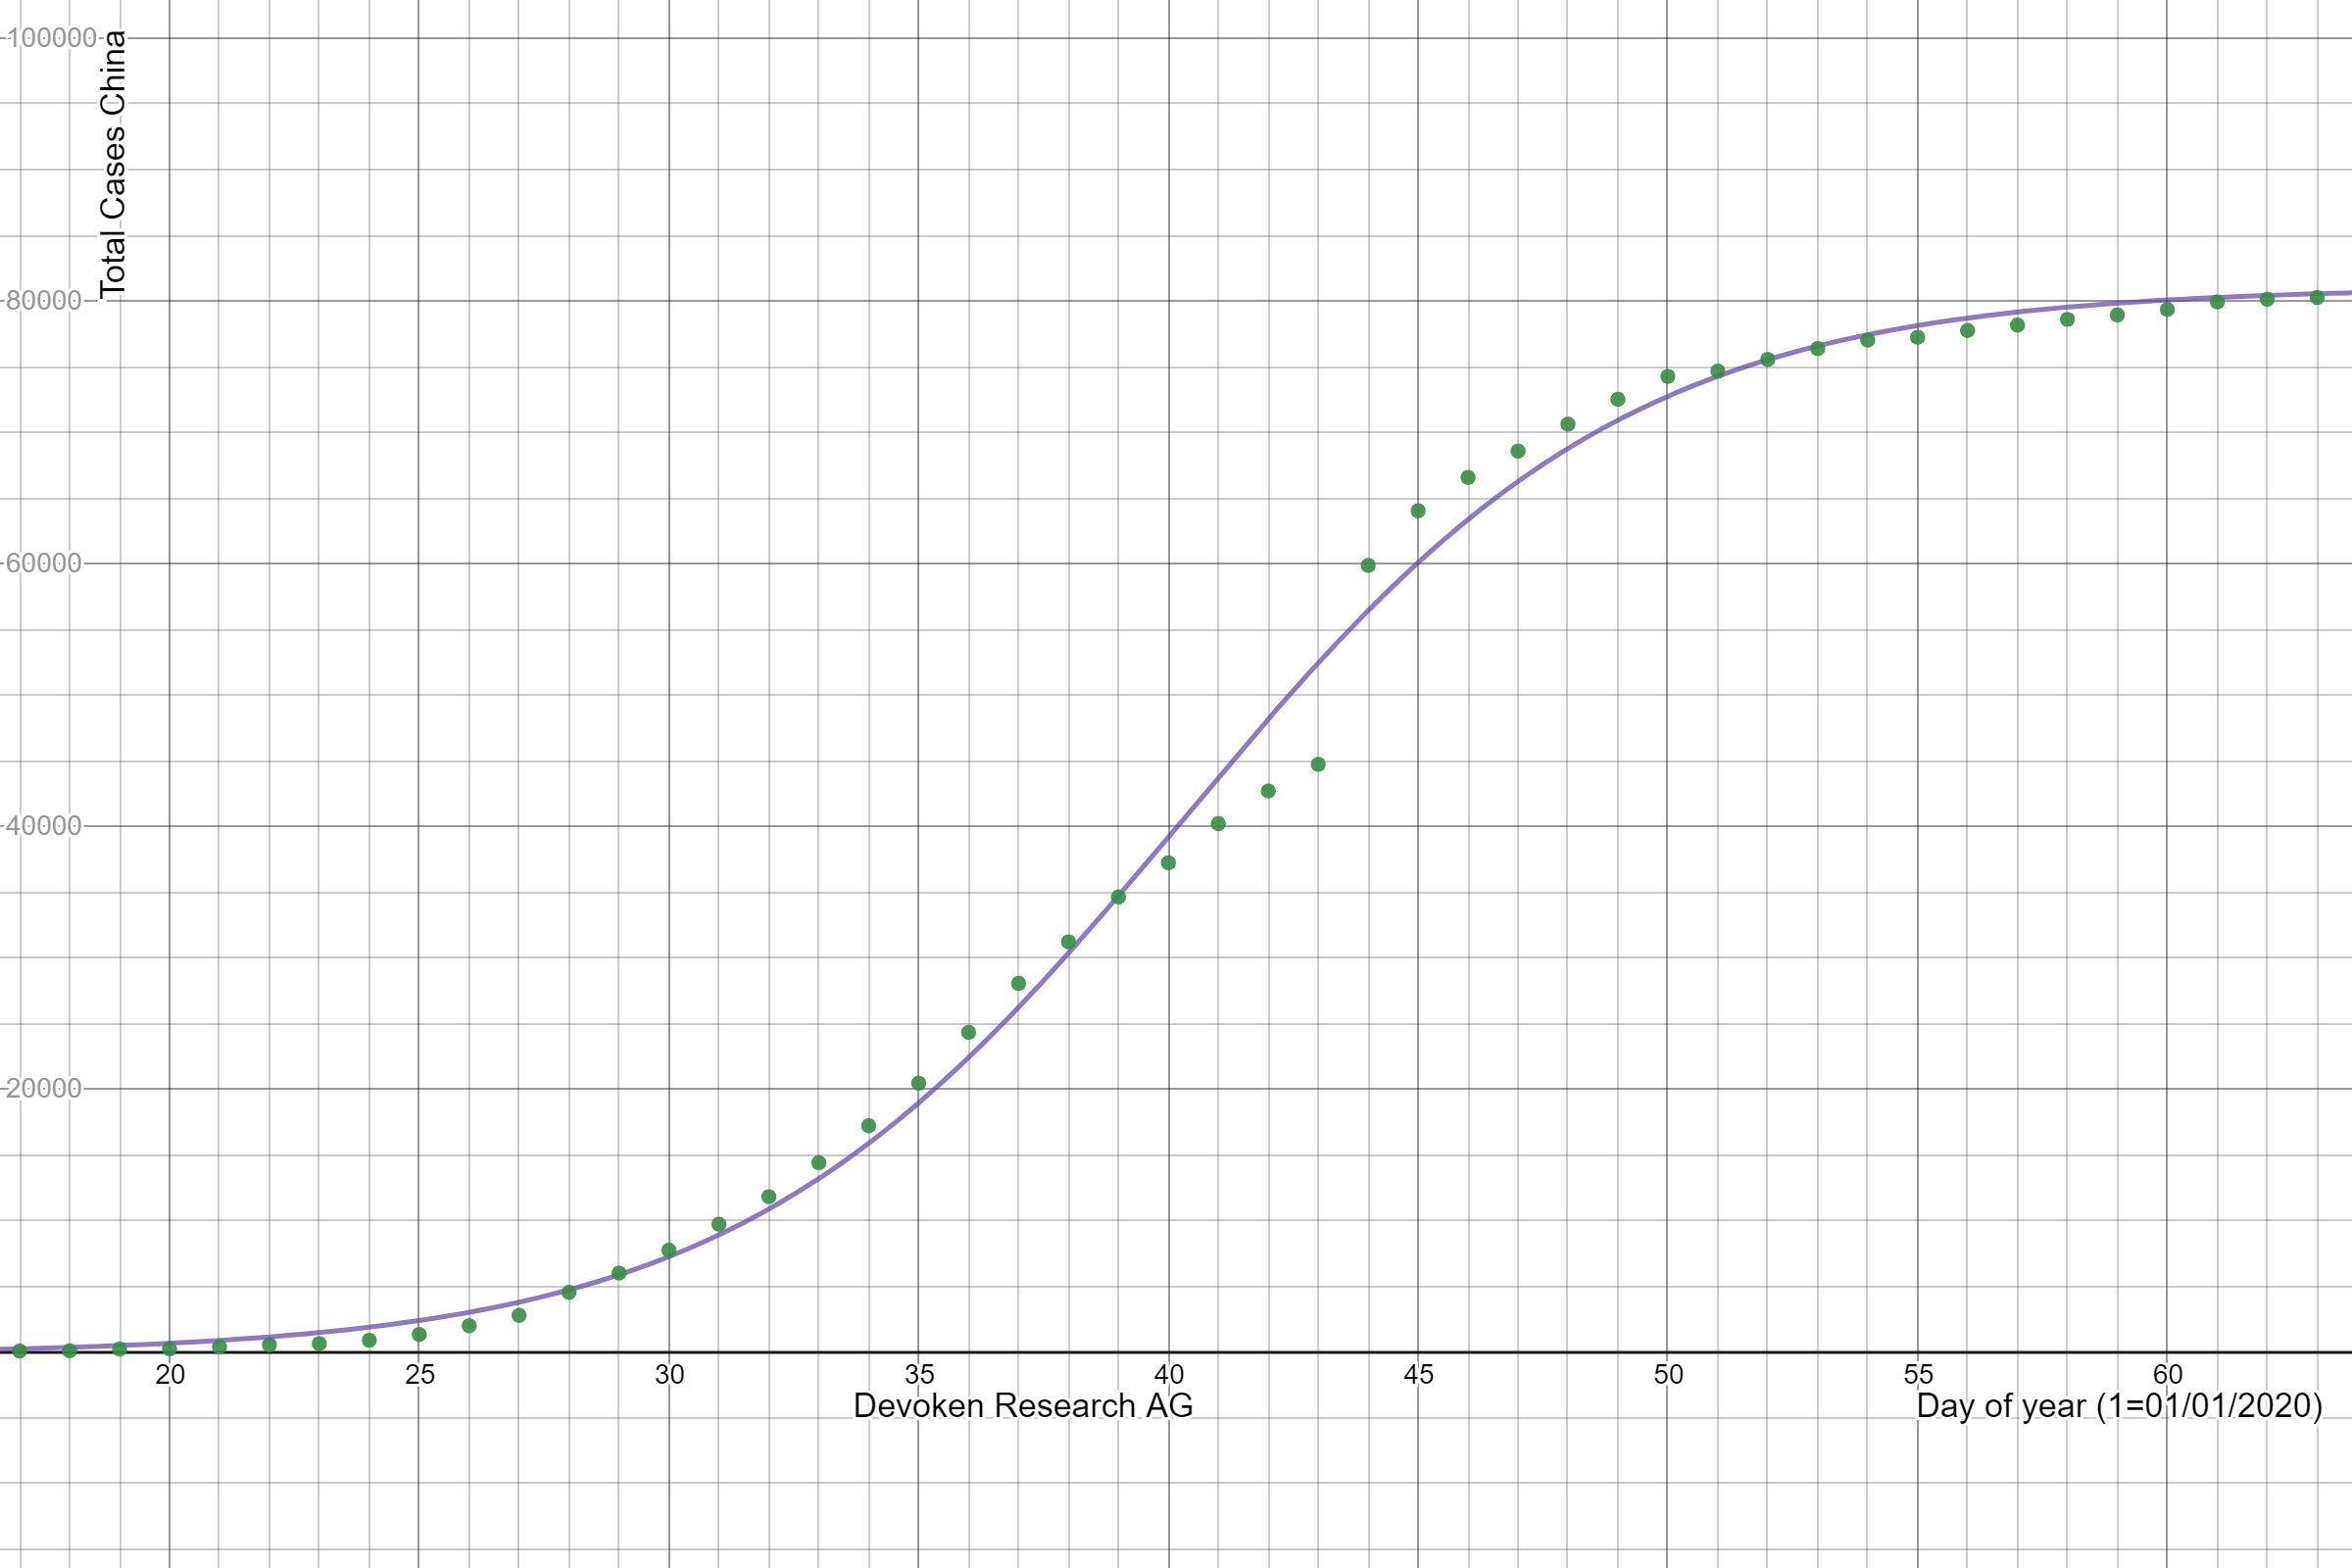 100000
Total Cases China
80000
60000
40000
20000
20 25 30 35 40 45 50 55 60
Devoken Research AG
Day of year (1=01/01/2020)